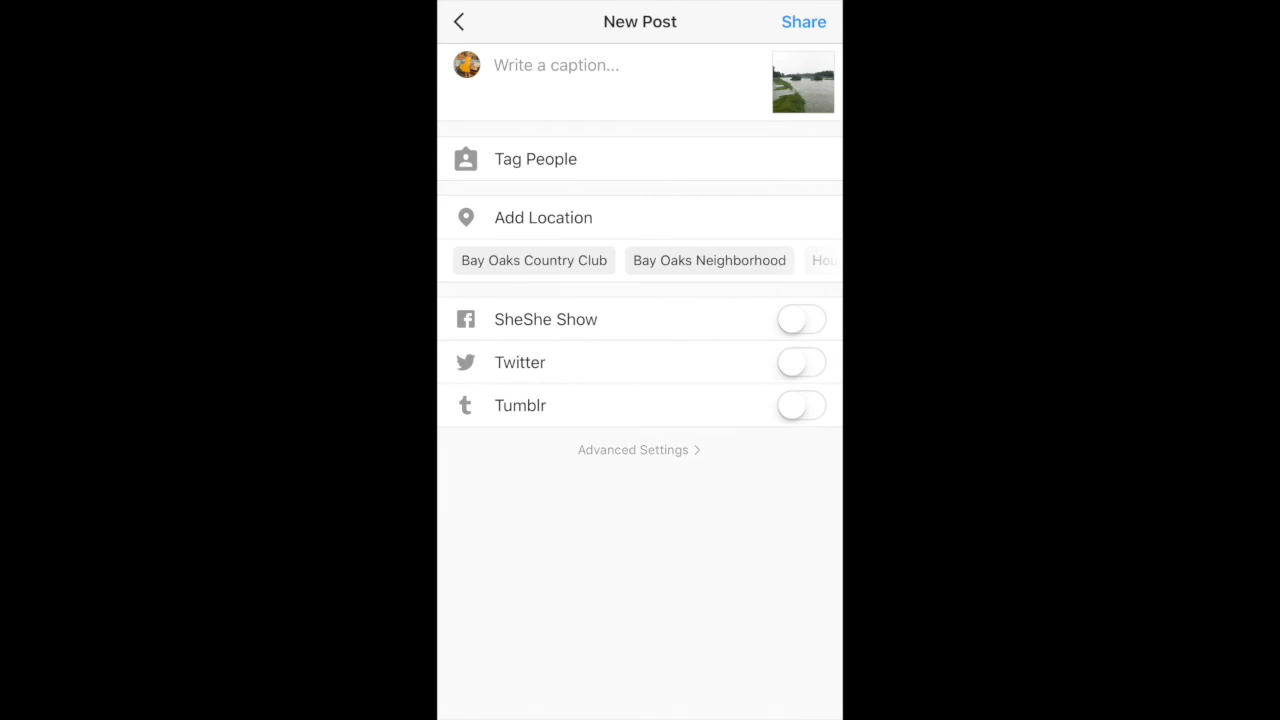 New Post
Share
Write a caption...
Tag People
Add Location
Bay Oaks Country Club
Bay Oaks Neighborhood
Hou
SheShe Show
Twitter
Tumblr
Advanced Settings